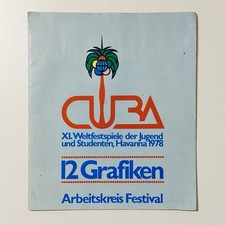 CUBA
XI. Weltfestspiele der Jugend
und Studenten, Havanna 1978
12 Grafiken
Arbeitskreis Festival